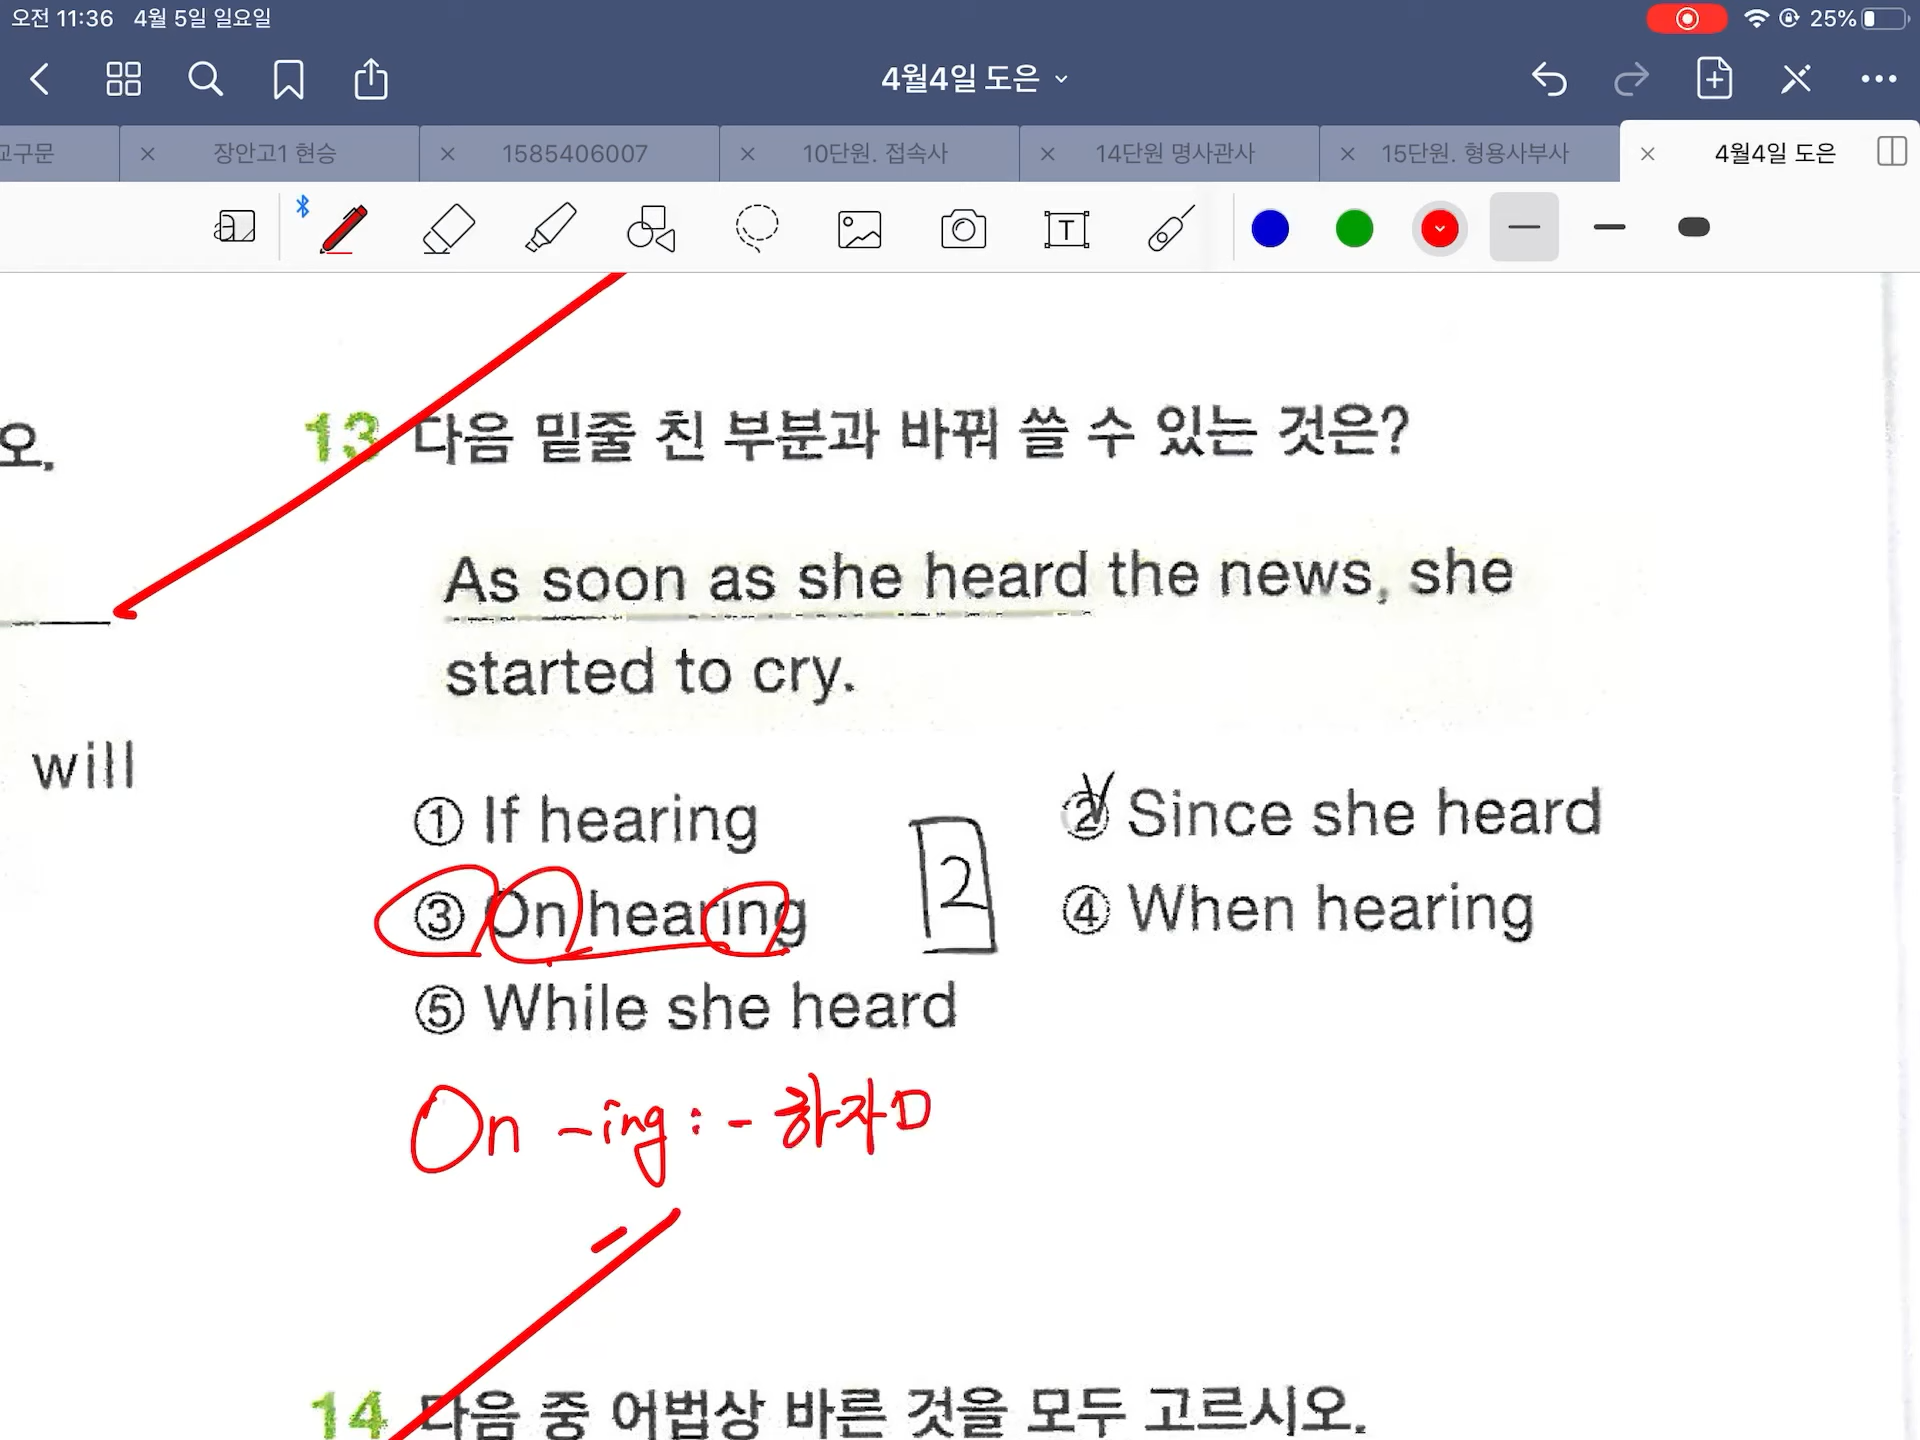 오전 11:36 4월 5일 일요일
25%
4월4일 도은
교구문
장안고1 현승
1585406007
10단원. 접속사
14단원 명사관사
15단원. 형용사부사
4월4일 도은
오.
13 다음 밑줄 친 부분과 바꿔 쓸 수 있는 것은?
As soon as she heard the news, she
started to cry.
will
① If hearing
② Since she heard
③ On hearing
2
④ When hearing
⑤ While she heard
On -ing : - 하자ㅁ
14 다음 중 어법상 바른 것을 모두 고르시오.